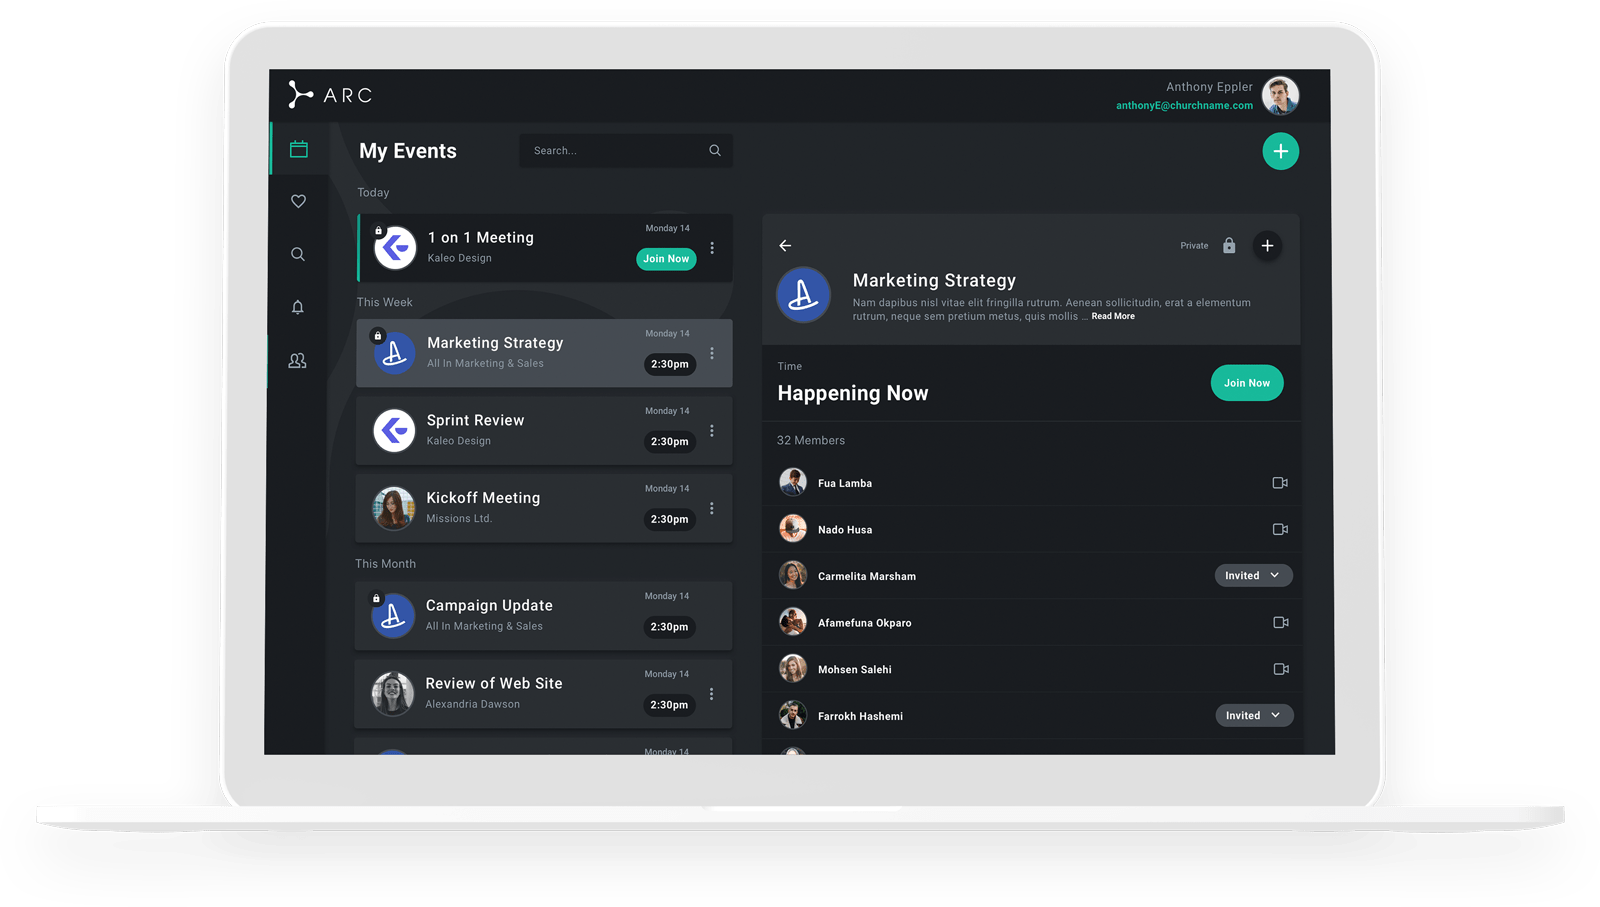 ARC
Anthony Eppler
anthonyE@churchname.com
My Events
Search...
Today
1 on 1 Meeting
Kaleo Design
Monday 14
Join Now
This Week
Marketing Strategy
All In Marketing & Sales
Monday 14
2:30pm
Sprint Review
Kaleo Design
Monday 14
2:30pm
Kickoff Meeting
Missions Ltd.
Monday 14
2:30pm
This Month
Campaign Update
All In Marketing & Sales
Monday 14
2:30pm
Review of Web Site
Alexandria Dawson
Monday 14
2:30pm
Monday 14
Private
Marketing Strategy
Nam dapibus nisl vitae elit fringilla rutrum. Aenean sollicitudin, erat a elementum
rutrum, neque sem pretium metus, quis mollis ... Read More
Time
Happening Now
Join Now
32 Members
Fua Lamba
Nado Husa
Carmelita Marsham
Invited
Afamefuna Okparo
Mohsen Salehi
Farrokh Hashemi
Invited